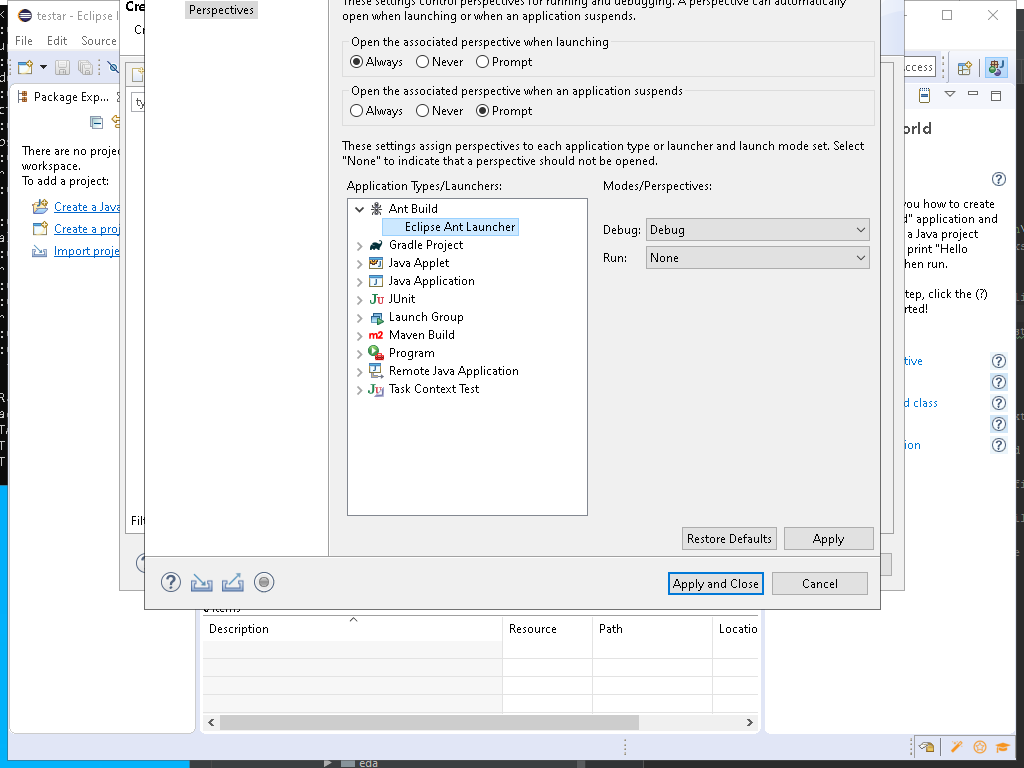 testar - Eclipse I
Cre
Perspectives
These settings control perspectives for running and debugging. A perspective can automatically
open when launching or when an application suspends.
File Edit Source
Open the associated perspective when launching
Always Never Prompt
Open the associated perspective when an application suspends
Always Never Prompt
ccess
Package Exp...
ty
There are no proje
workspace.
To add a project:
Create a Java
Create a proj
Import proje
These settings assign perspectives to each application type or launcher and launch mode set. Select
"None" to indicate that a perspective should not be opened.
Application Types/Launchers:
Modes/Perspectives:
Ant Build
Eclipse Ant Launcher
Gradle Project
Java Applet
Java Application
JUnit
Launch Group
Maven Build
Program
Remote Java Application
Task Context Test
Debug: Debug
Run: None
orld
you how to create
d" application and
a Java project
print "Hello
hen run.
tep, click the (?)
rted!
tive
d class
ion
Filt
Restore Defaults
Apply
Apply and Close
Cancel
Description
Resource
Path
Locatio
eda